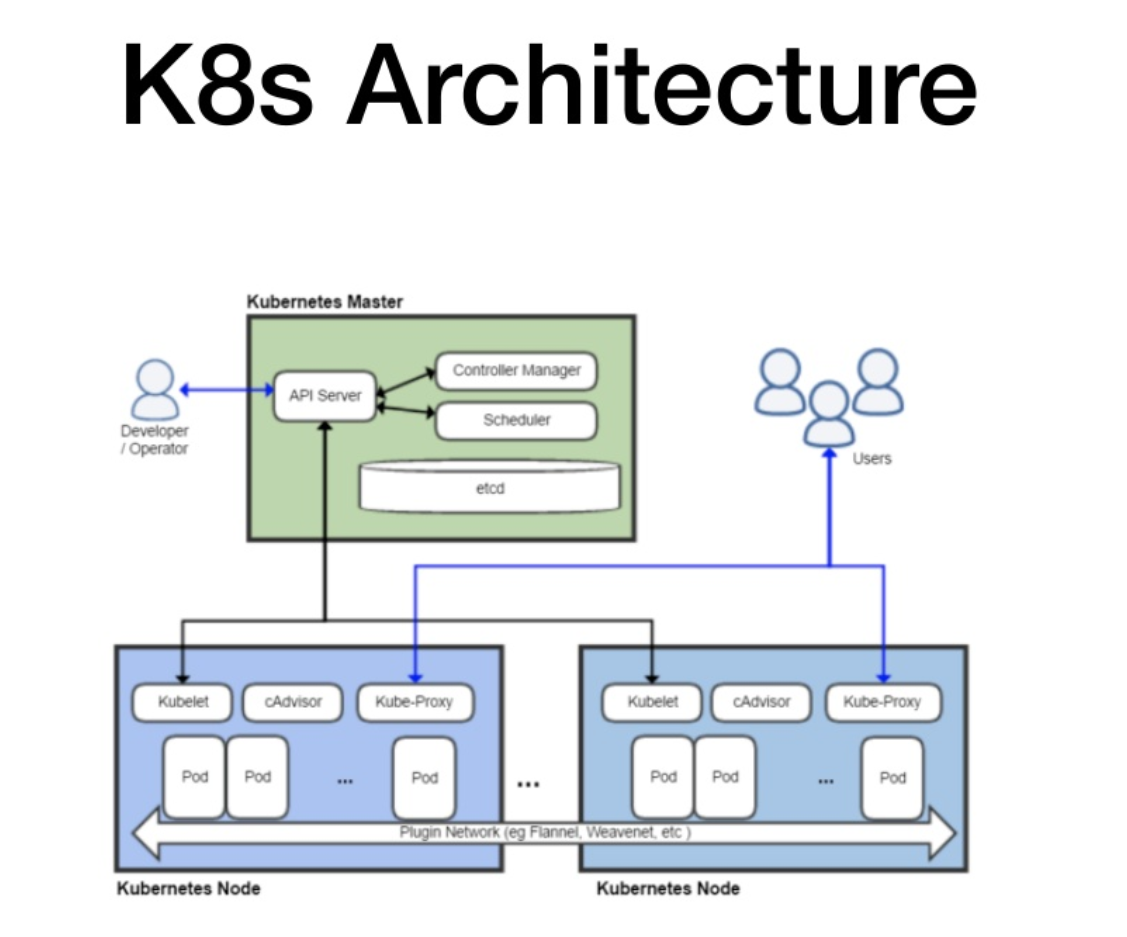 K8s Architecture
Kubernetes Master
API Server
Controller Manager
Scheduler
etcd
Developer
/ Operator
Users
Kubelet
cAdvisor
Kube-Proxy
Pod
Pod
...
Pod
...
Kubelet
cAdvisor
Kube-Proxy
Pod
Pod
...
Pod
Plugin Network (eg Flannel, Weavenet, etc )
Kubernetes Node
Kubernetes Node